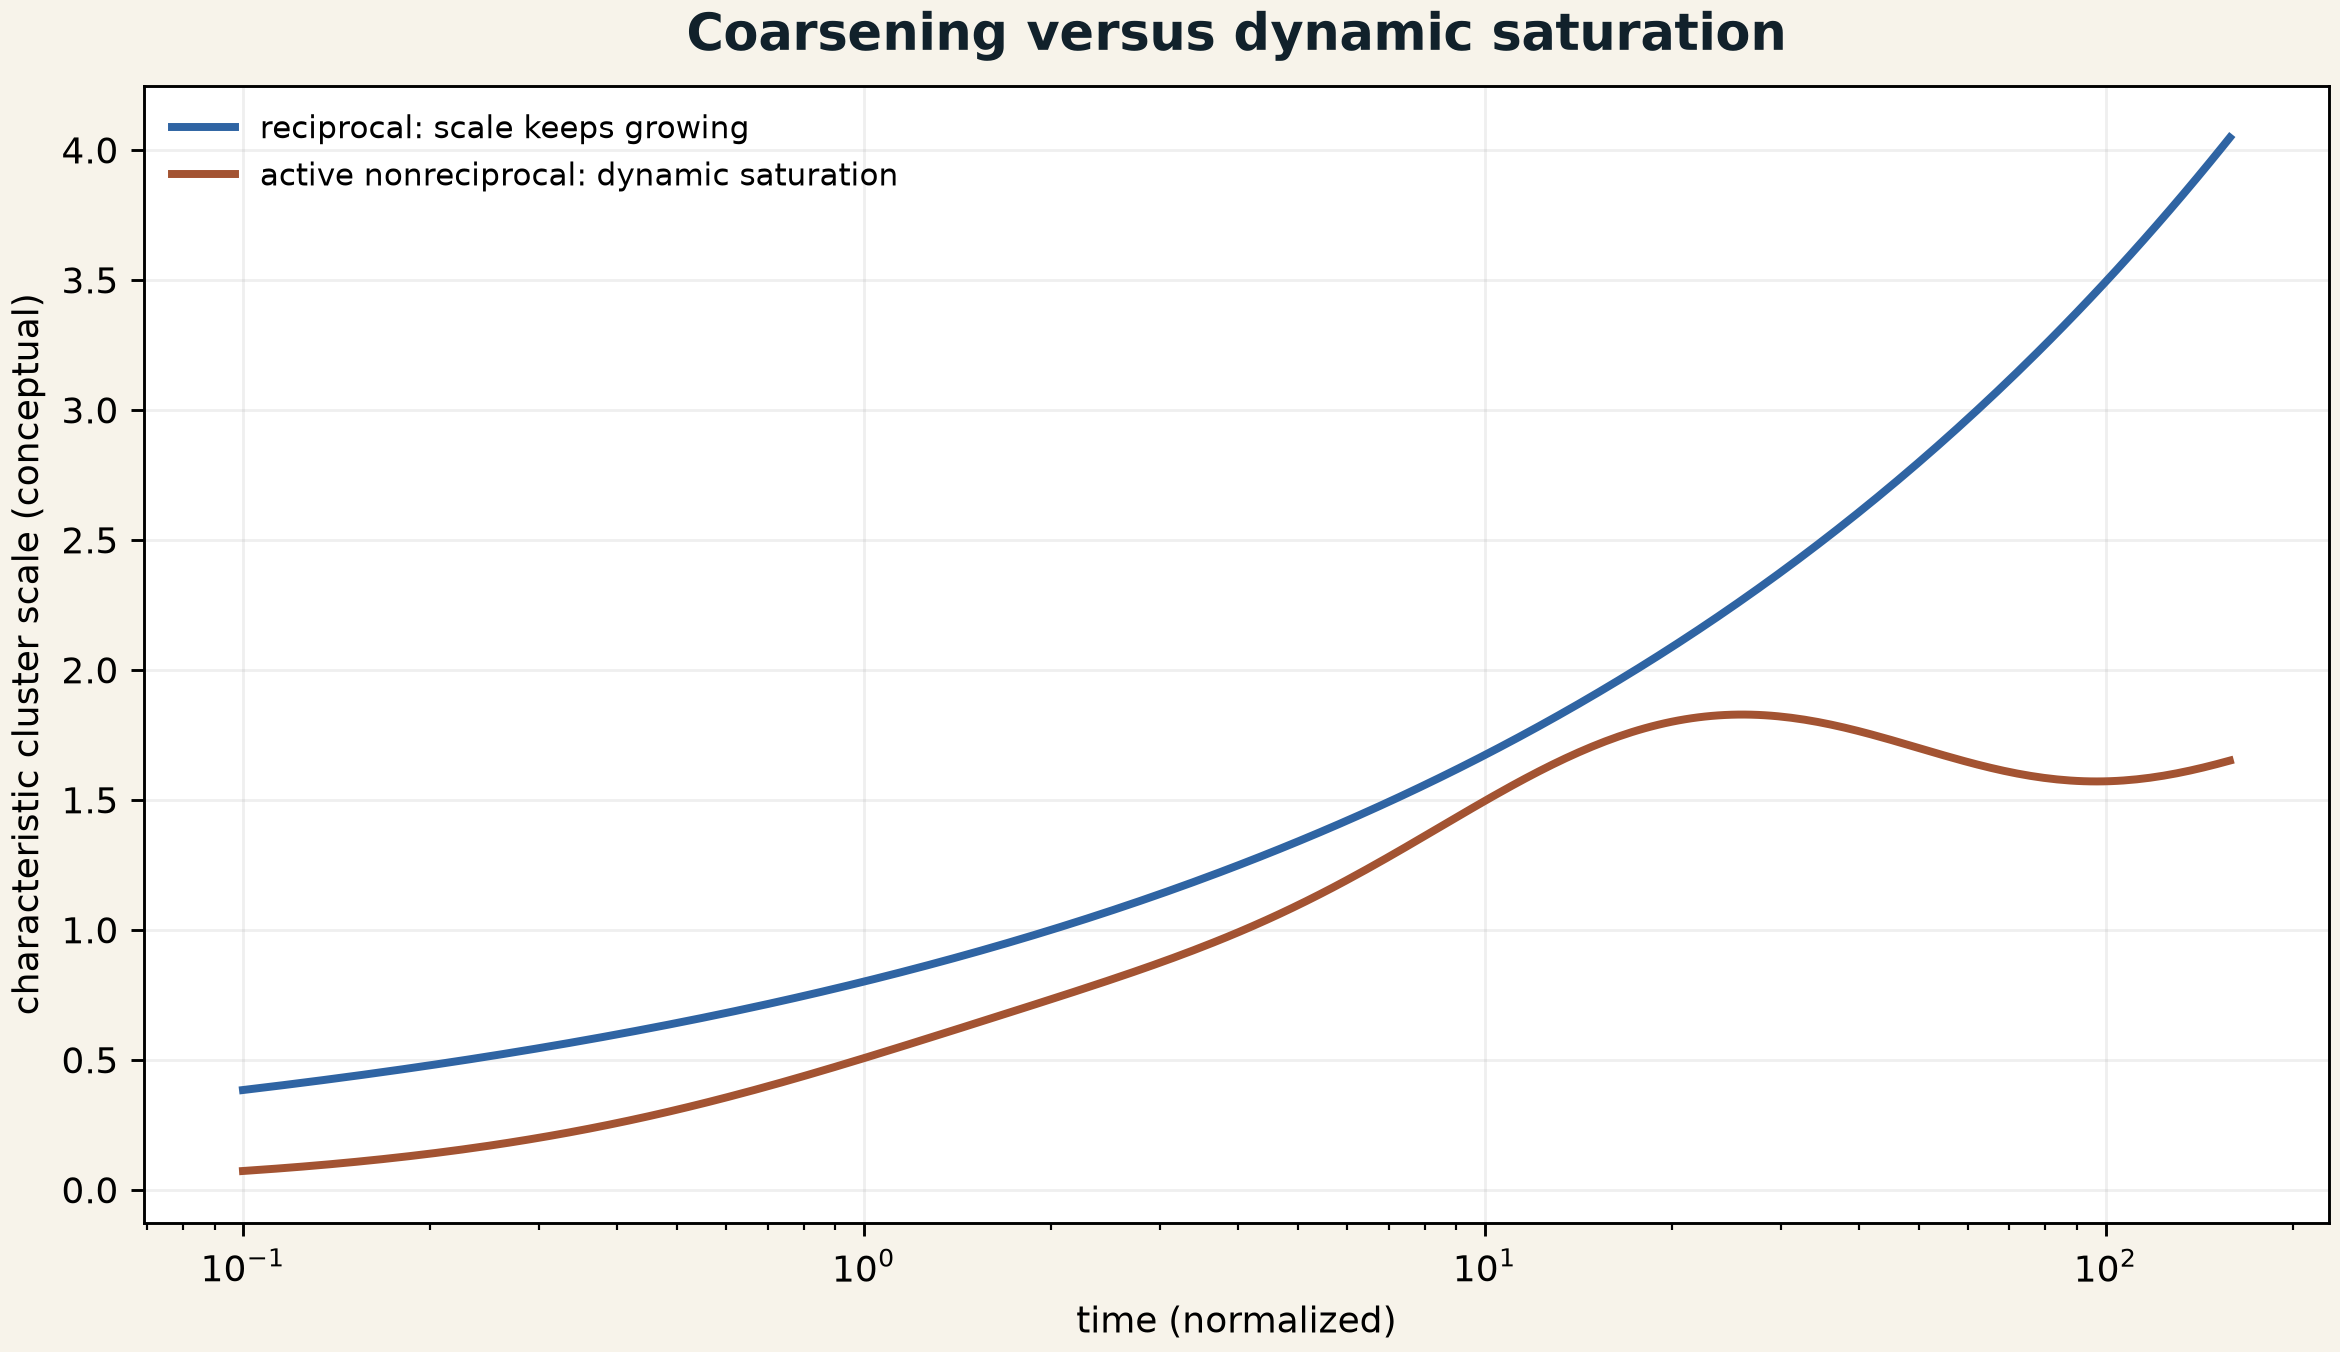 Coarsening versus dynamic saturation
reciprocal: scale keeps growing
active nonreciprocal: dynamic saturation
characteristic cluster scale (conceptual)
4.0
3.5
3.0
2.5
2.0
1.5
1.0
0.5
0.0
10⁻¹ 10⁰ 10¹ 10²
time (normalized)